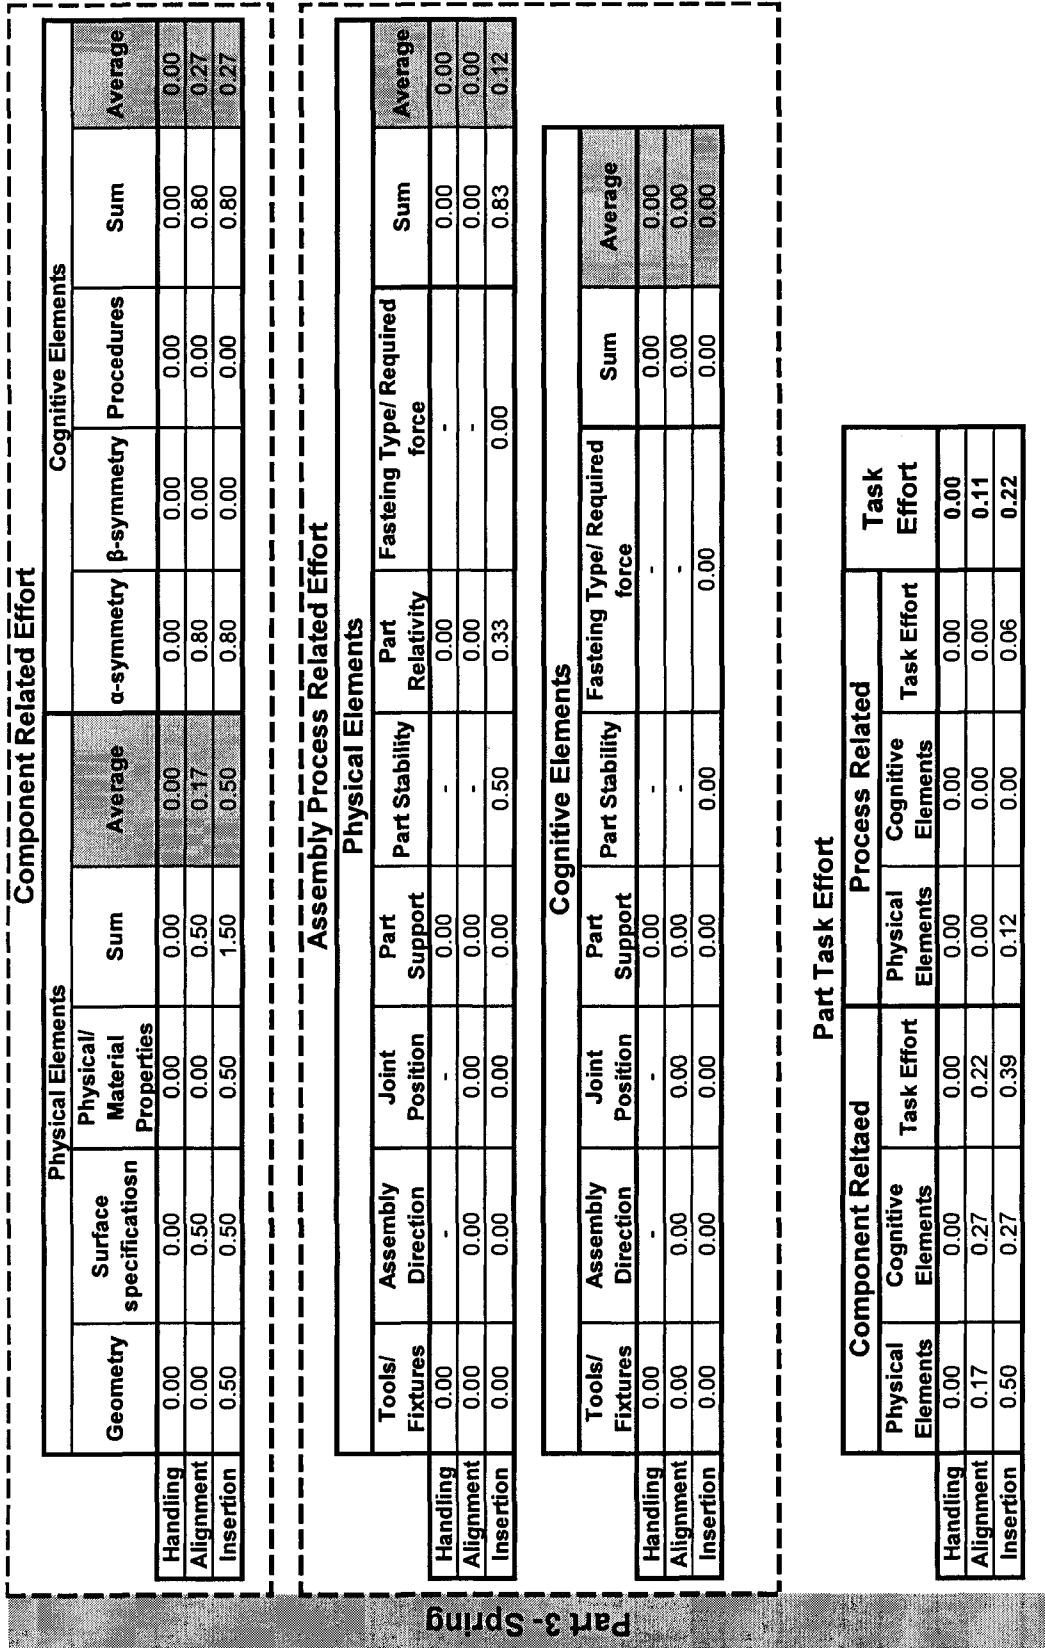 Part 3- Spring
Component Related Effort
Physical Elements Cognitive Elements
Geometry Surface specificatiosn Physical/ Material Properties Sum Average α-symmetry β-symmetry Procedures Sum Average
Handling 0.00 0.00 0.00 0.00 0.00 0.00 0.00 0.00 0.00 0.00
Alignment 0.00 0.50 0.00 0.50 0.17 0.80 0.00 0.00 0.80 0.27
Insertion 0.50 0.50 0.50 1.50 0.50 0.80 0.00 0.00 0.80 0.27
Assembly Process Related Effort
Physical Elements
Tools/ Fixtures Assembly Direction Joint Position Part Support Part Stability Part Relativity Fasteing Type/ Required force Sum Average
Handling 0.00 - - 0.00 - 0.00 - 0.00 0.00
Alignment 0.00 0.00 0.00 0.00 - 0.00 - 0.00 0.00
Insertion 0.00 0.00 0.00 0.00 0.50 0.33 0.00 0.83 0.12
Cognitive Elements
Tools/ Fixtures Assembly Direction Joint Position Part Support Part Stability Fasteing Type/ Required force Sum Average
Handling 0.00 - - 0.00 - - 0.00 0.00
Alignment 0.00 0.00 0.00 0.00 - - 0.00 0.00
Insertion 0.00 0.00 0.00 0.00 0.00 0.00 0.00 0.00
Part Task Effort
Component Reltaed Process Related Task Effort
Physical Elements Cognitive Elements Task Effort Physical Elements Cognitive Elements Task Effort
Handling 0.00 0.00 0.00 0.00 0.00 0.00 0.00
Alignment 0.17 0.27 0.22 0.00 0.00 0.00 0.11
Insertion 0.50 0.27 0.39 0.12 0.00 0.06 0.22